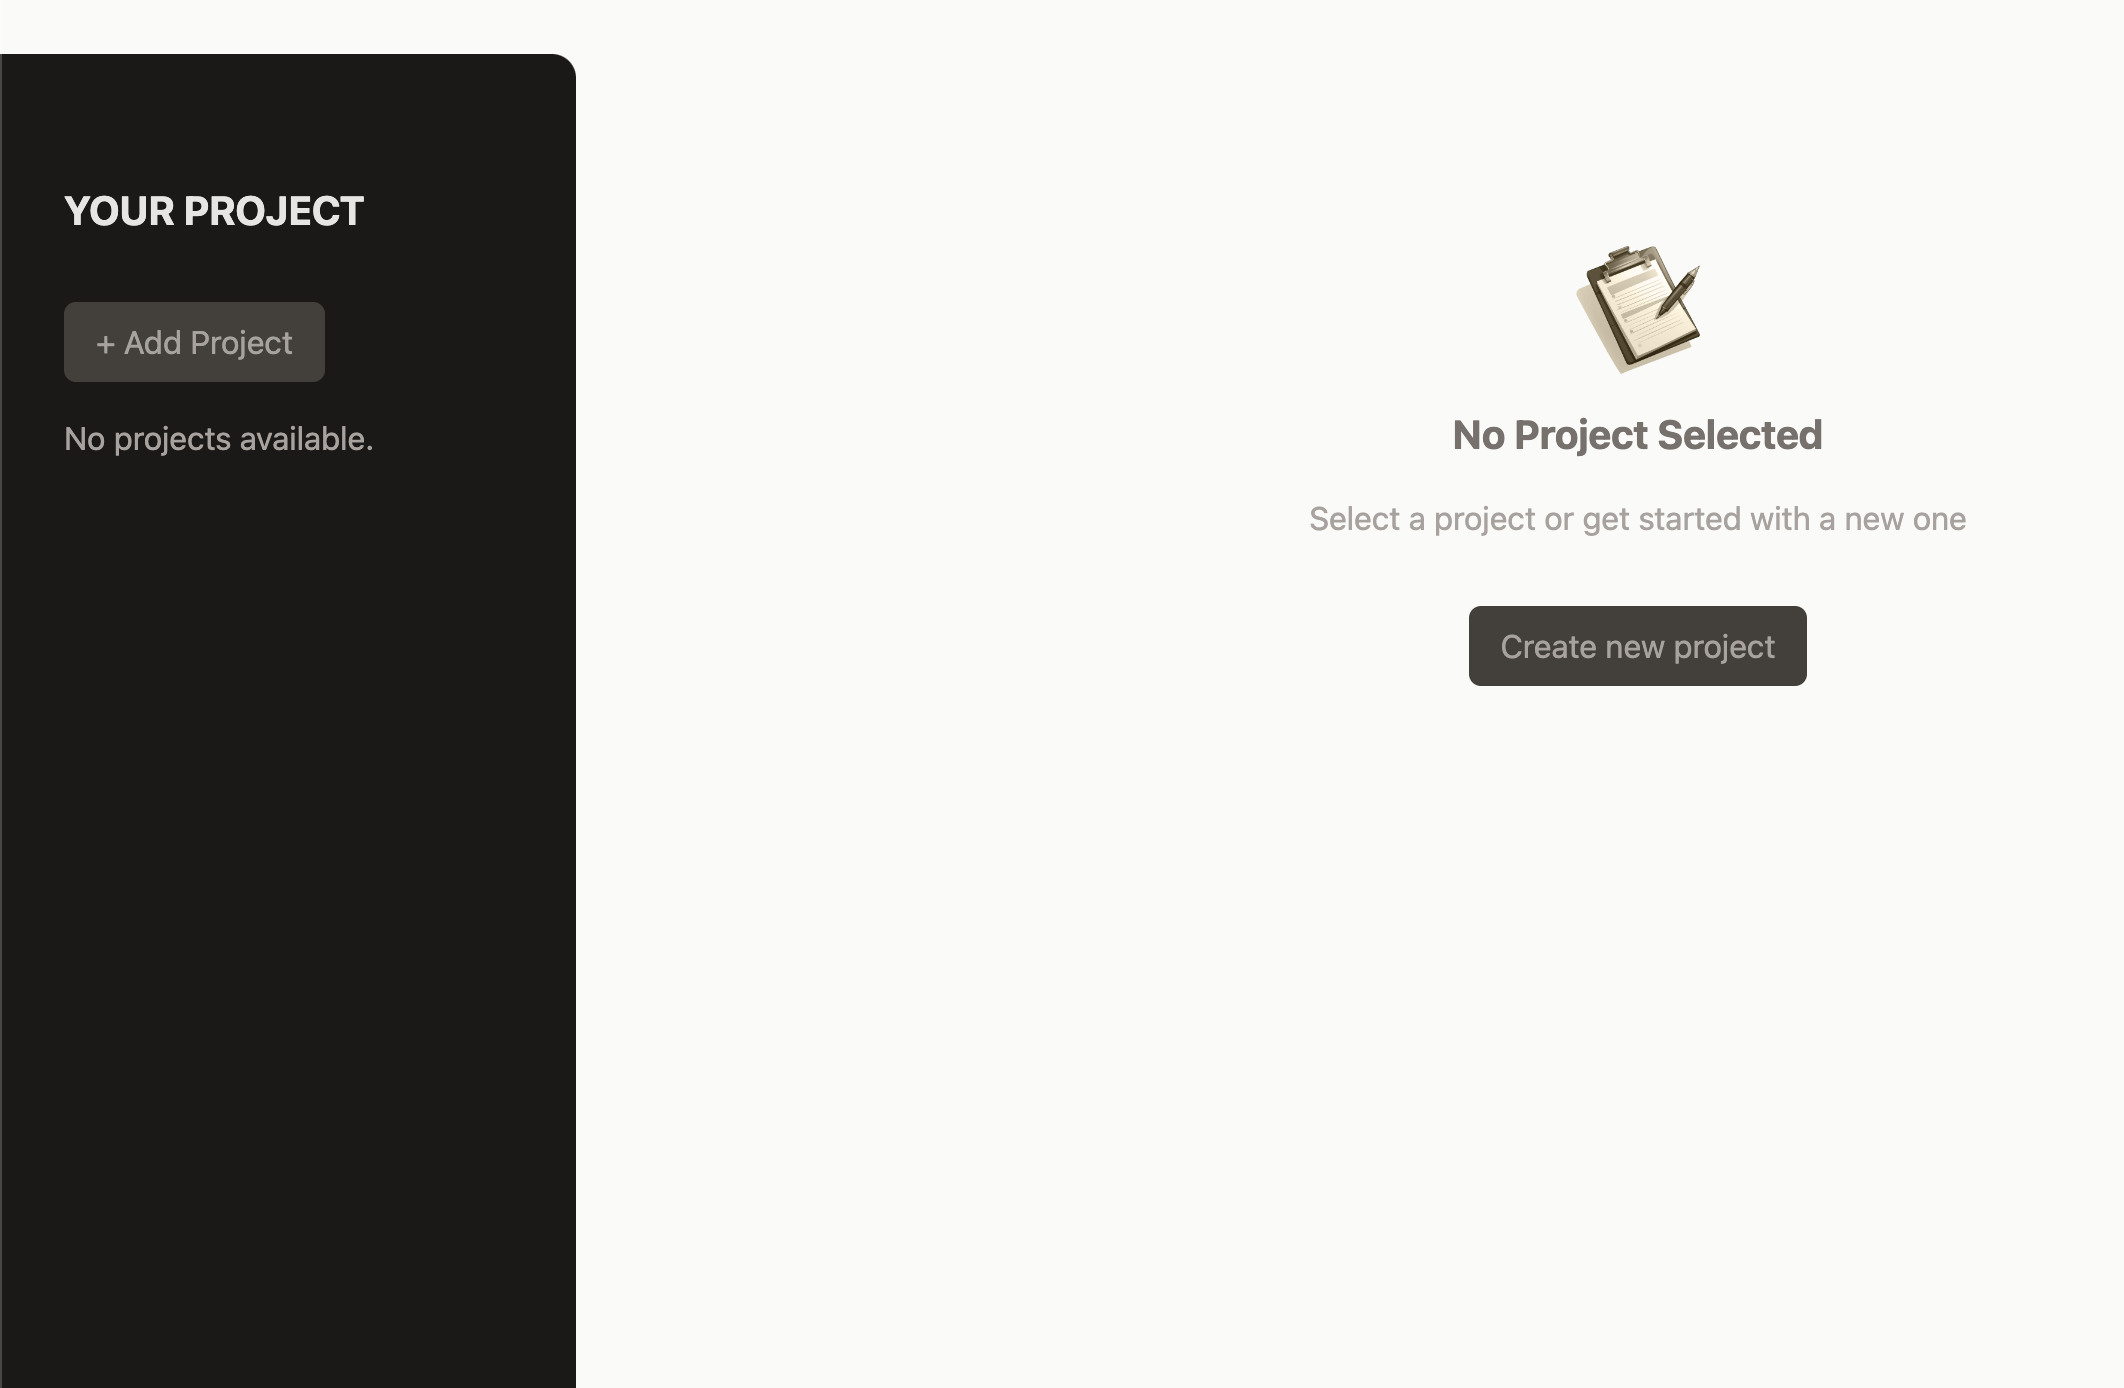 YOUR PROJECT
+ Add Project
No projects available.
No Project Selected
Select a project or get started with a new one
Create new project